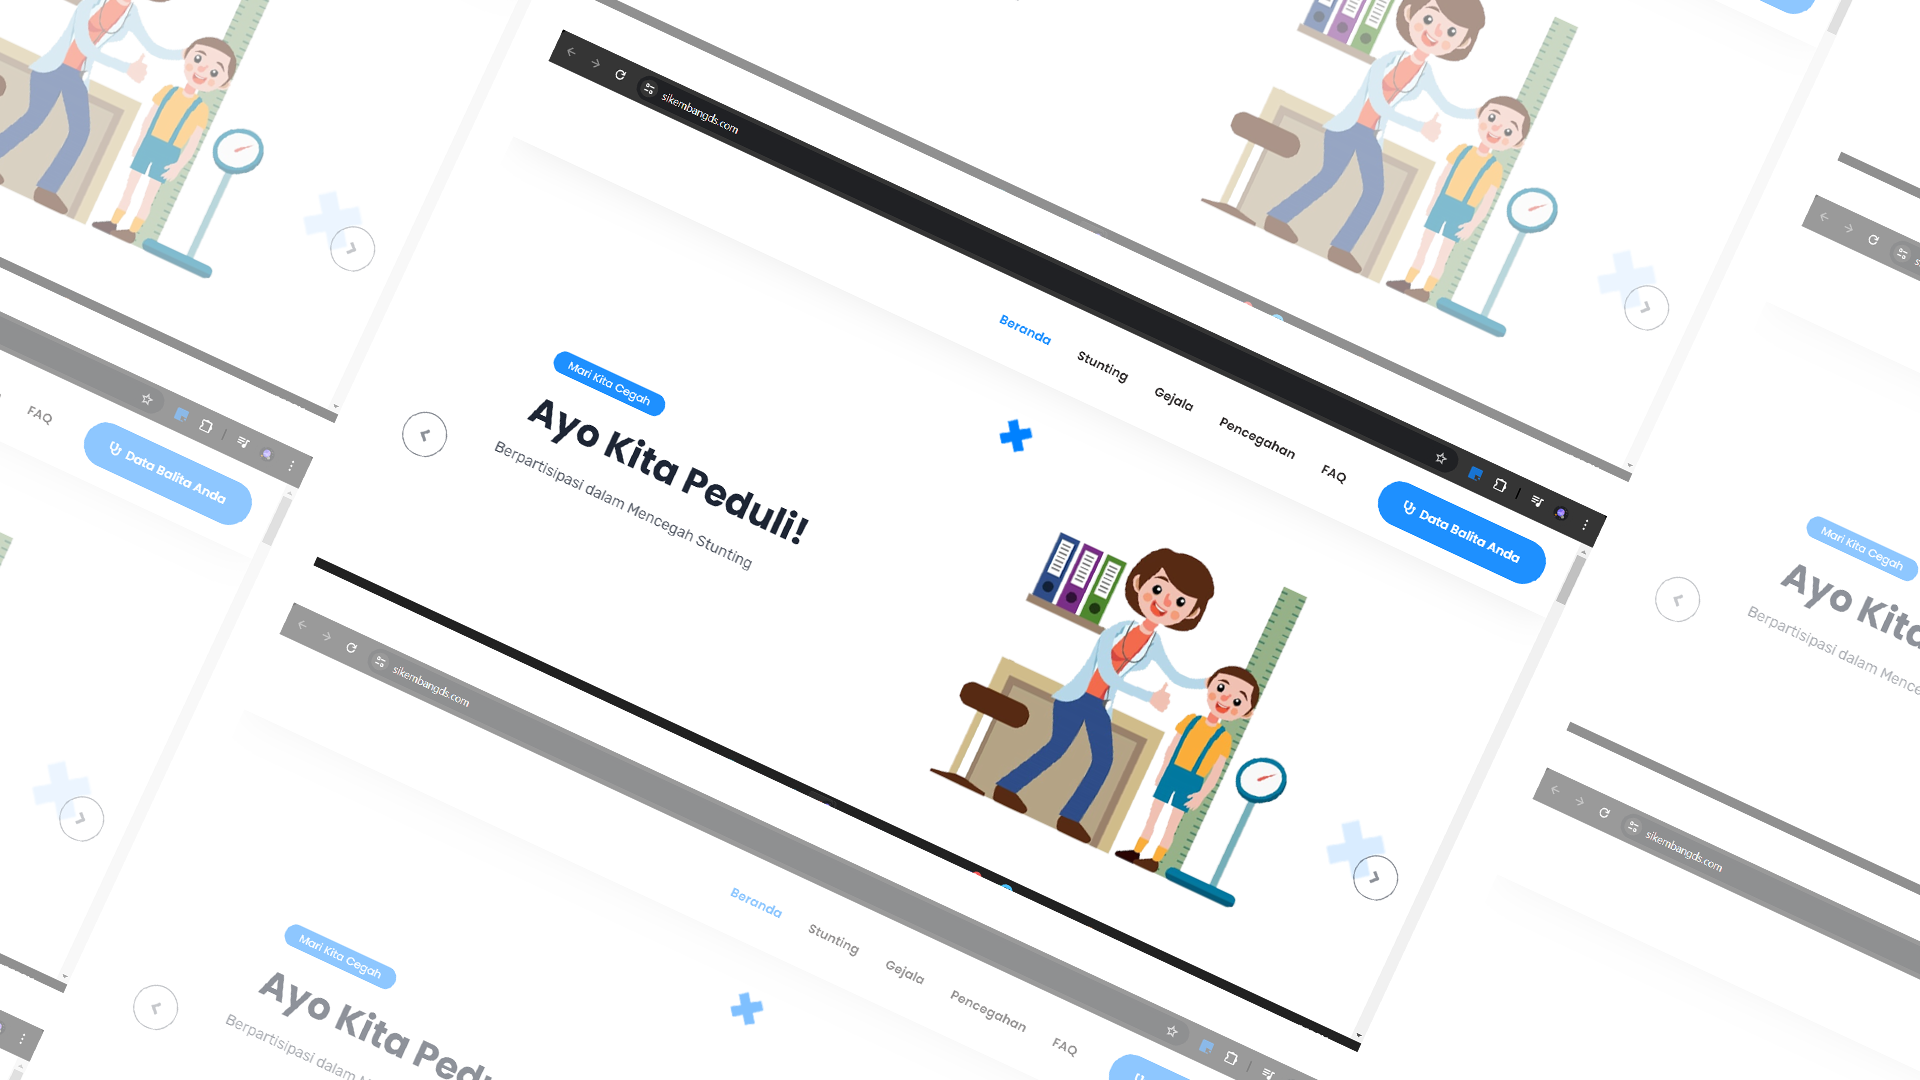 sikembangds.com
Beranda
Stunting
Gejala
Pencegahan
FAQ
Data Balita Anda
Mari Kita Cegah
Ayo Kita Peduli!
Berpartisipasi dalam Mencegah Stunting
FAQ
Data Balita Anda
sikembangds.com
Beranda
Stunting
Gejala
Pencegahan
FAQ
Mari Kita Cegah
Ayo Kita
Berpartisipasi dalam
Mari Kita Cegah
Ayo Kita
Berpartisipasi dalam
sikembangds.com